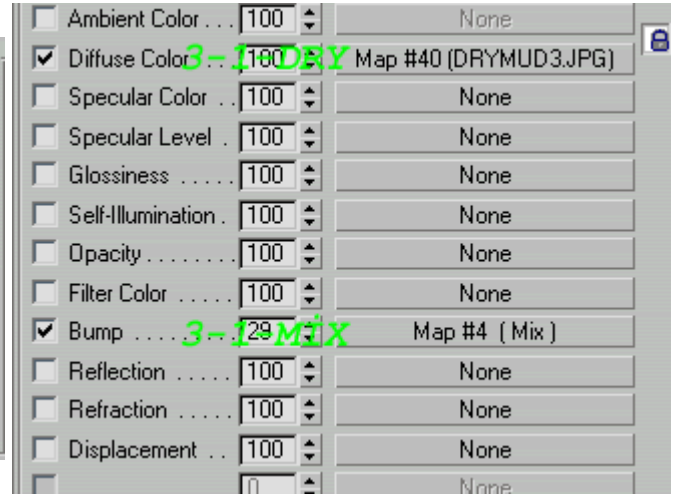 Ambient Color . . . 100 None
Diffuse Color . . . 100 Map #40 (DRYMUD3.JPG)
3-1-DRY
Specular Color . . 100 None
Specular Level . 100 None
Glossiness . . . . . 100 None
Self-Illumination . 100 None
Opacity . . . . . . . . 100 None
Filter Color . . . . . 100 None
Bump . . . . . . . . . 29 Map #4 ( Mix )
3-1-MİX
Reflection . . . . . 100 None
Refraction . . . . . 100 None
Displacement . . 100 None
0 None